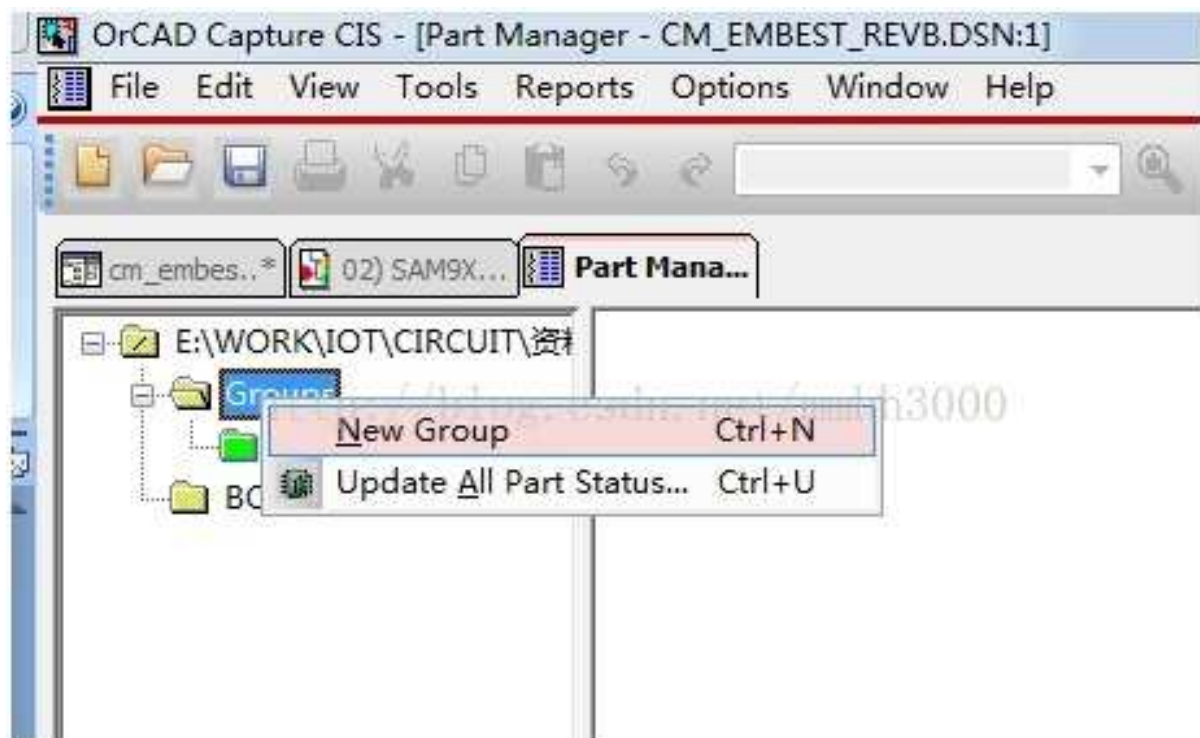 OrCAD Capture CIS - [Part Manager - CM_EMBEST_REVB.DSN:1]
File Edit View Tools Reports Options Window Help
cm_embes..* 02) SAM9X... Part Mana...
E:\WORK\IOT\CIRCUIT\资
Groups
New Group Ctrl+N
Update All Part Status... Ctrl+U